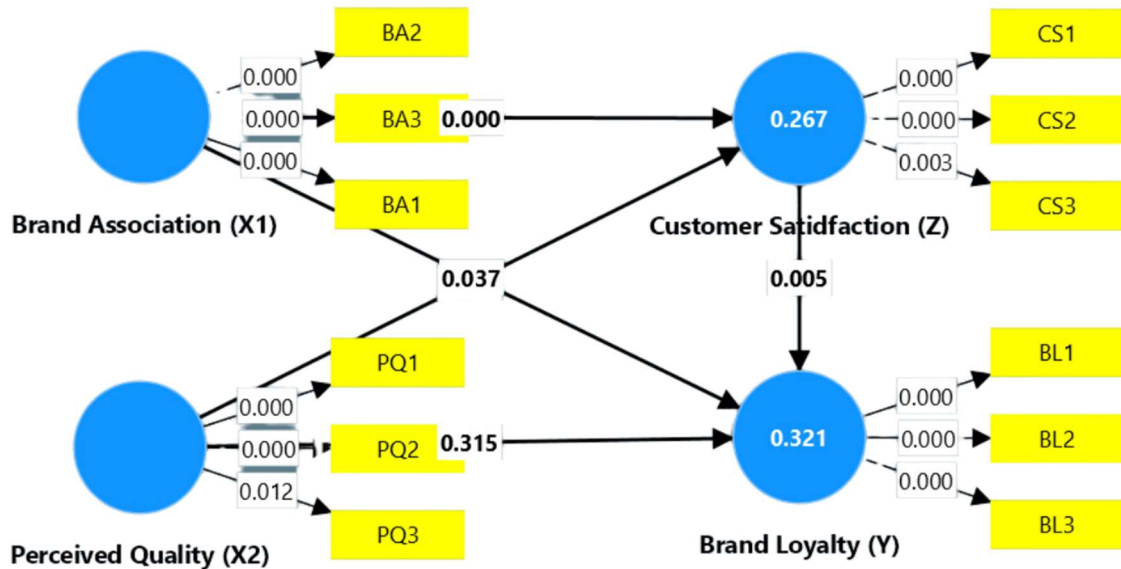 BA2
CS1
0.000
0.000
0.000
BA3
0.000
0.267
0.000
CS2
0.000
0.003
BA1
CS3
Brand Association (X1)
Customer Satidfaction (Z)
0.037
0.005
PQ1
BL1
0.000
0.000
0.000
PQ2
0.315
0.321
0.000
BL2
0.012
0.000
PQ3
BL3
Perceived Quality (X2)
Brand Loyalty (Y)